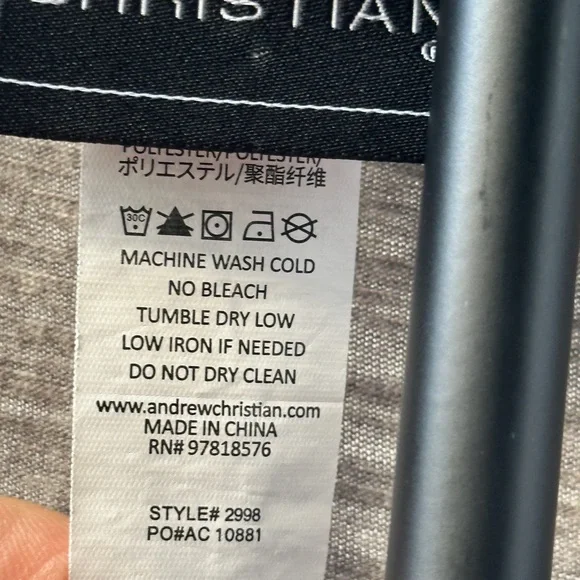 CHRISTIAN
®
POLYESTER/POLYESTER/
ポリエステル/聚酯纤维
30C
MACHINE WASH COLD
NO BLEACH
TUMBLE DRY LOW
LOW IRON IF NEEDED
DO NOT DRY CLEAN
www.andrewchristian.com
MADE IN CHINA
RN# 97818576
STYLE# 2998
PO#AC 10881